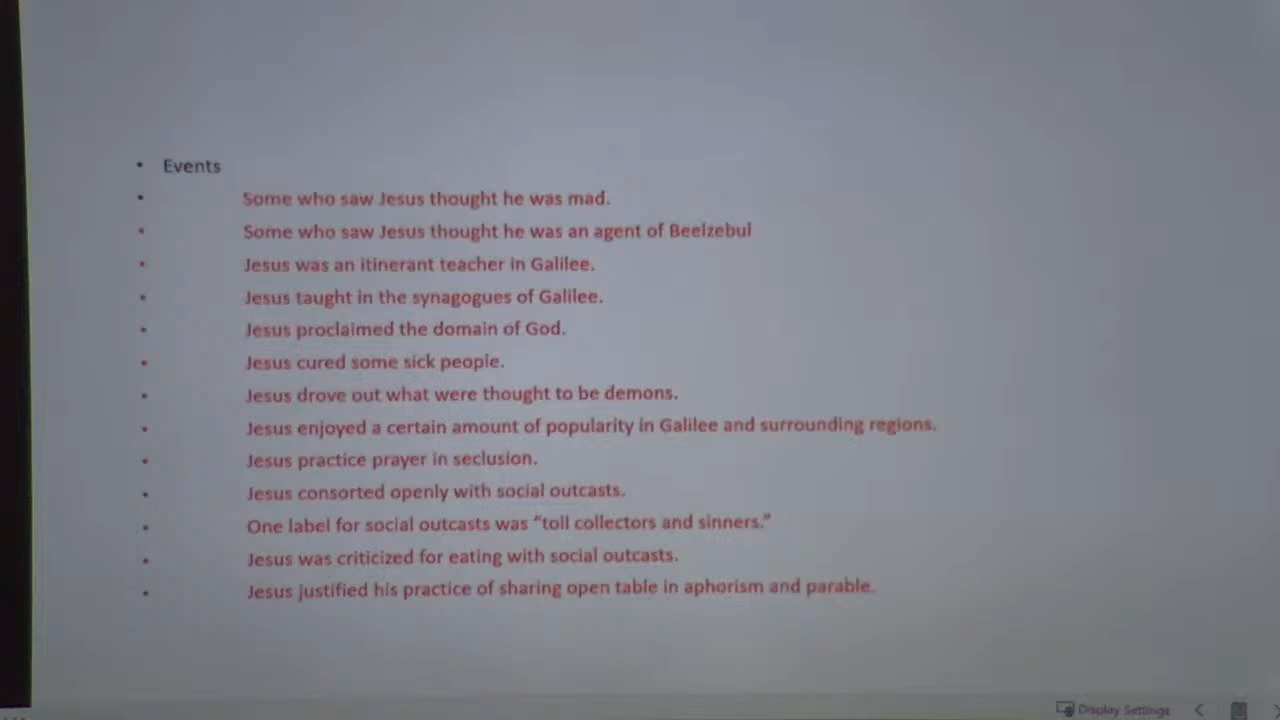 • Events
• Some who saw Jesus thought he was mad.
• Some who saw Jesus thought he was an agent of Beelzebul
• Jesus was an itinerant teacher in Galilee.
• Jesus taught in the synagogues of Galilee.
• Jesus proclaimed the domain of God.
• Jesus cured some sick people.
• Jesus drove out what were thought to be demons.
• Jesus enjoyed a certain amount of popularity in Galilee and surrounding regions.
• Jesus practice prayer in seclusion.
• Jesus consorted openly with social outcasts.
• One label for social outcasts was “toll collectors and sinners.”
• Jesus was criticized for eating with social outcasts.
• Jesus justified his practice of sharing open table in aphorism and parable.
Display Settings